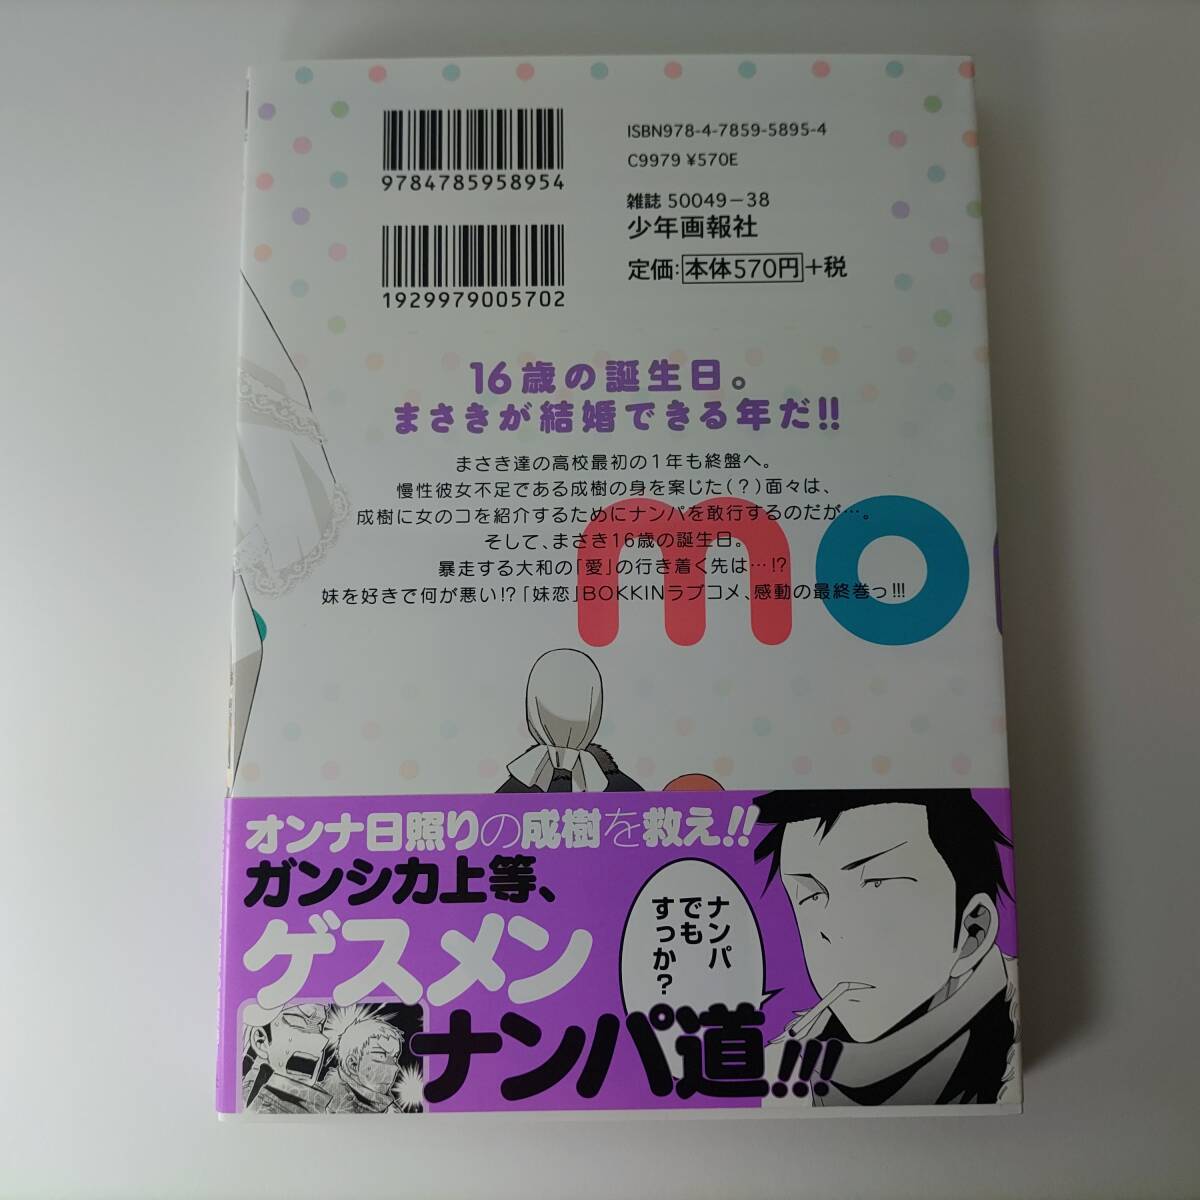 9784785958954
1929979005702
ISBN978-4-7859-5895-4
C9979 ¥570E
雑誌 50049-38
少年画報社
定価:本体570円+税
16歳の誕生日。
まさきが結婚できる年だ!!
まさき達の高校最初の1年も終盤へ。
慢性彼女不足である成樹の身を案じた(?)面々は、
成樹に女のコを紹介するためにナンパを敢行するのだが…。
そして、まさき16歳の誕生日。
暴走する大和の「愛」の行き着く先は…!?
妹を好きで何が悪い!?「妹恋」BOKKINラブコメ、感動の最終巻っ!!!
mo
オンナ日照りの成樹を救え!!
ガンシカ上等、
ゲスメン
ナンパ道!!!
ナンパ
でも
すっか?